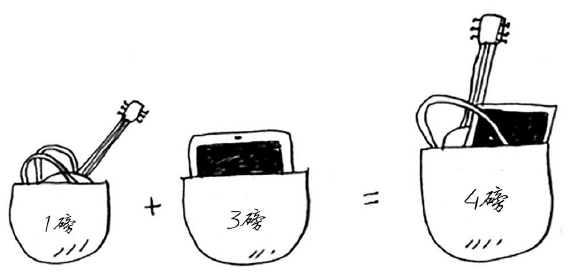 1磅 + 3磅 = 4磅